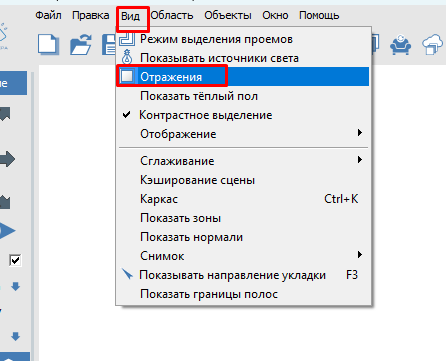 Файл Правка Вид Область Объекты Окно Помощь
Режим выделения проемов
Показывать источники света
Отражения
Показать тёплый пол
Контрастное выделение
Отображение
Сглаживание
Кэширование сцены
Каркас Ctrl+K
Показать зоны
Показать нормали
Снимок
Показывать направление укладки F3
Показать границы полос